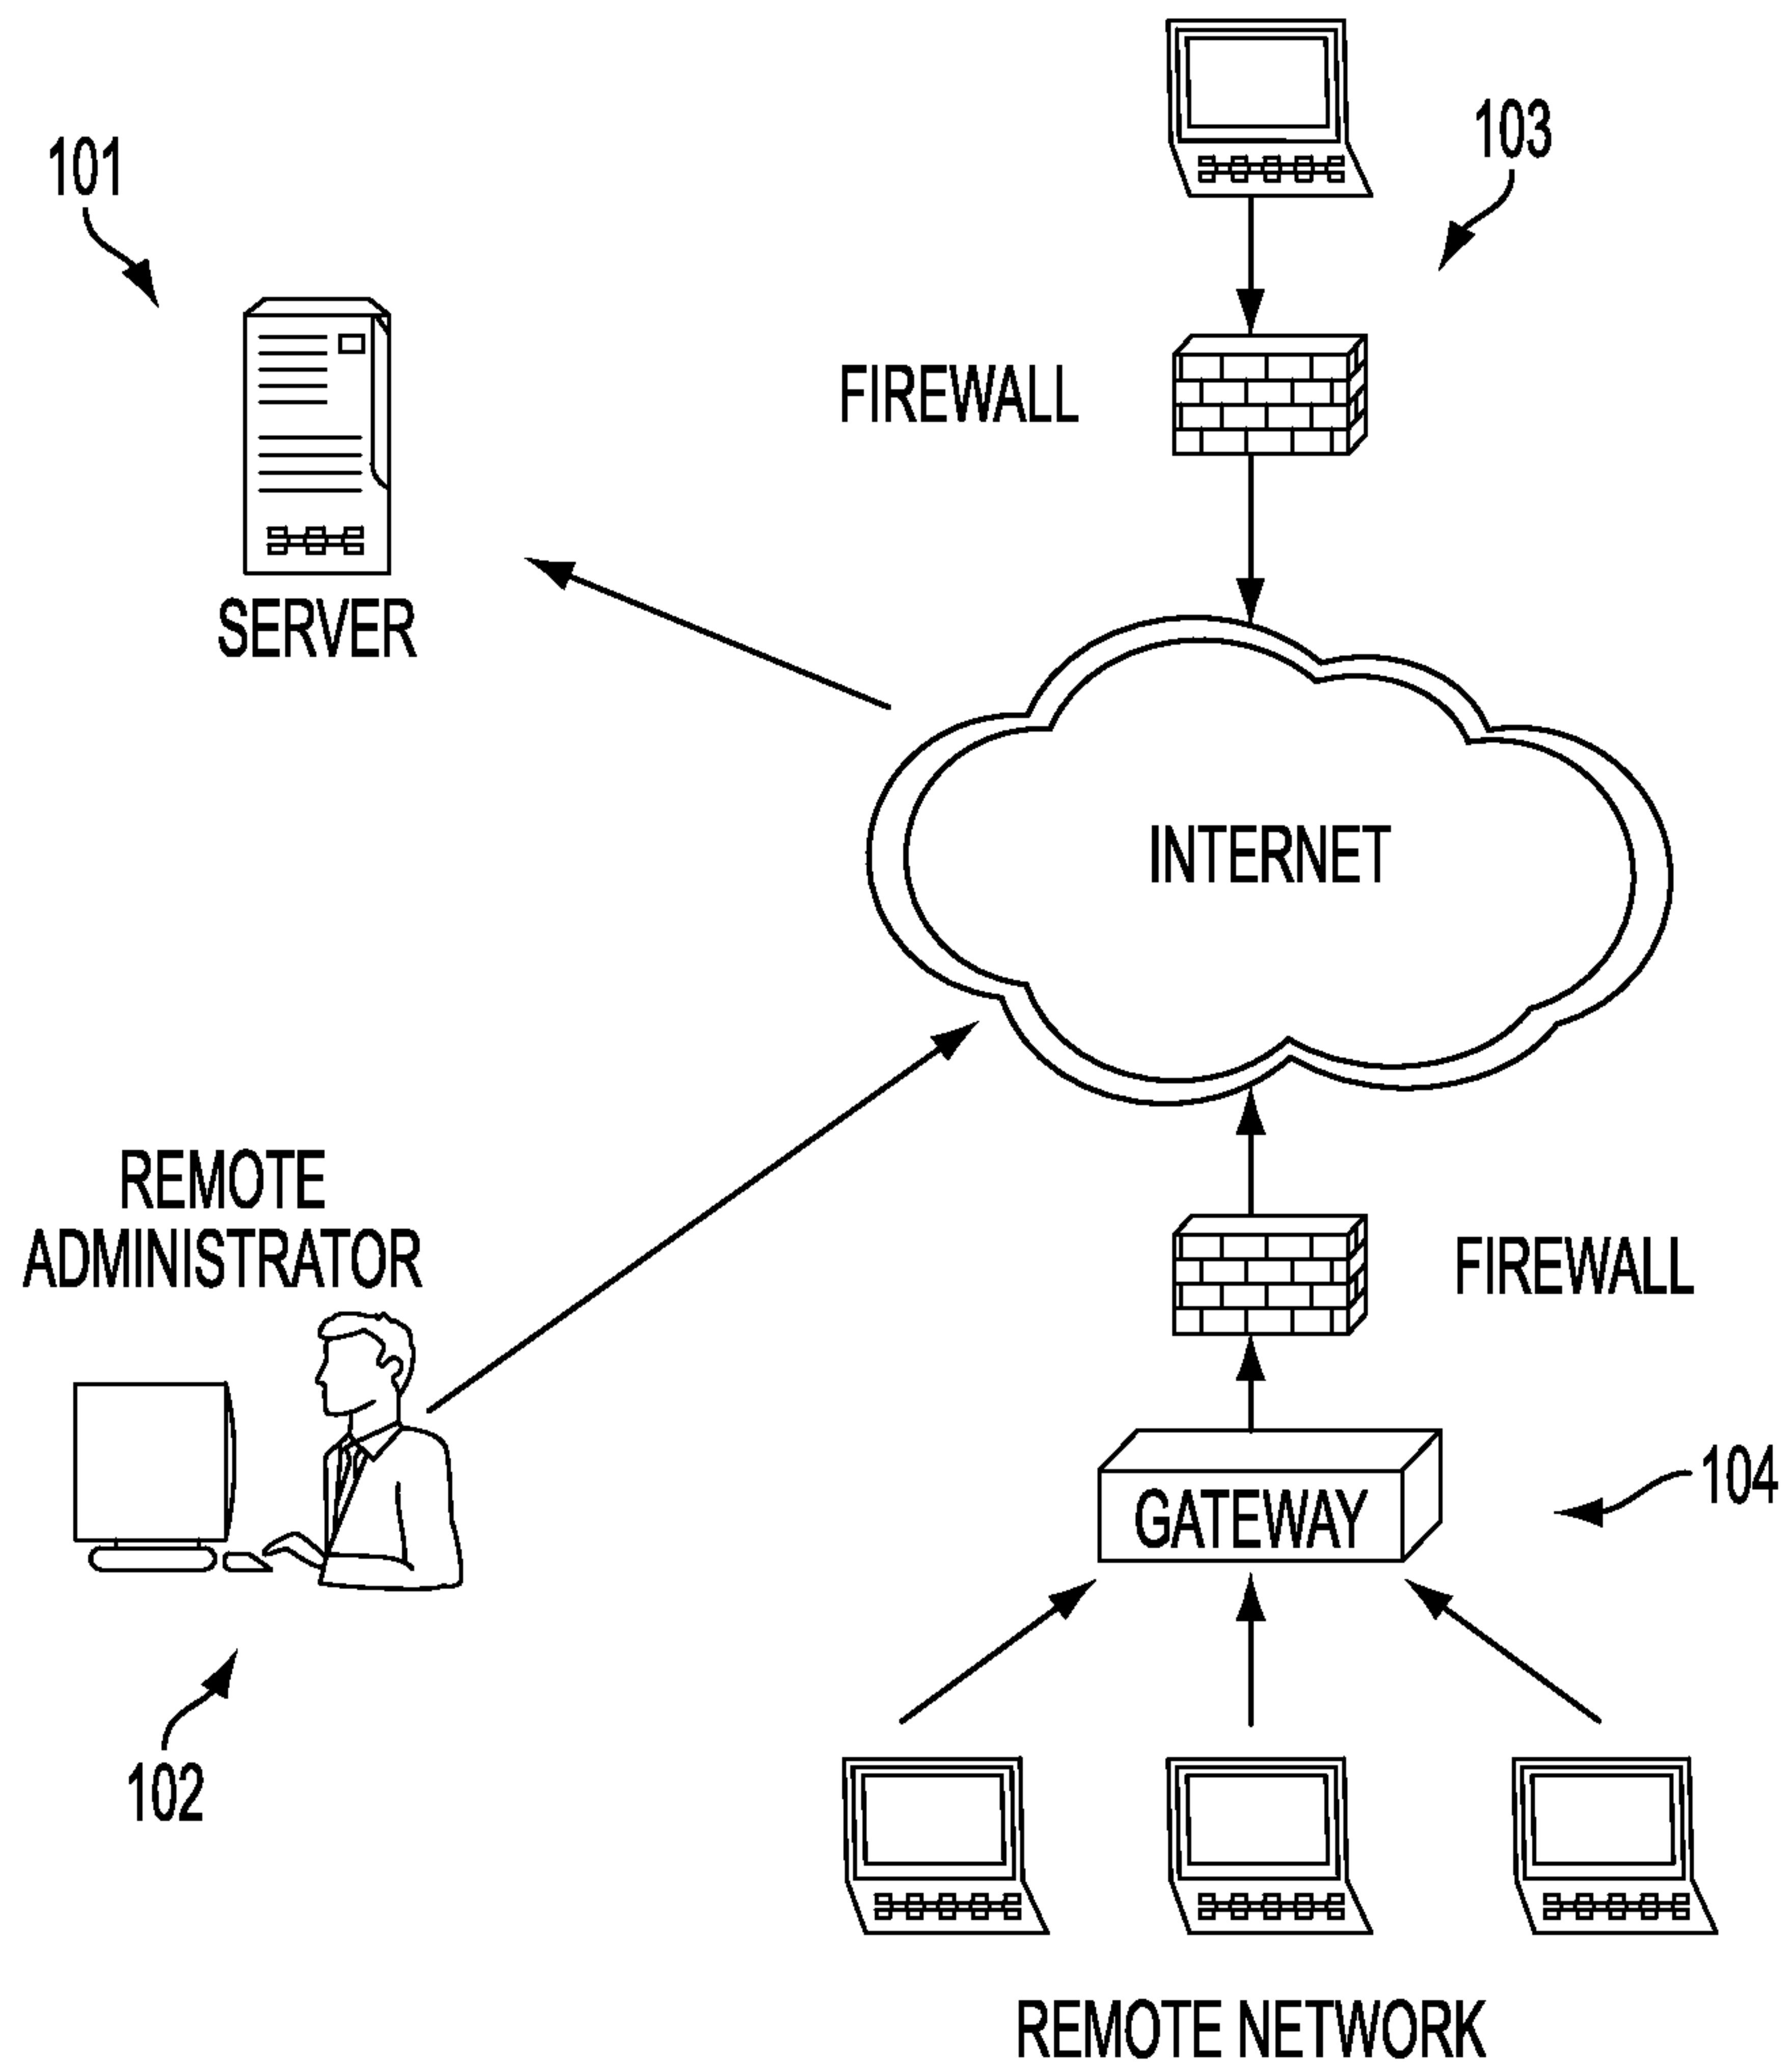 103
101
FIREWALL
SERVER
INTERNET
REMOTE
ADMINISTRATOR
FIREWALL
104
GATEWAY
102
REMOTE NETWORK